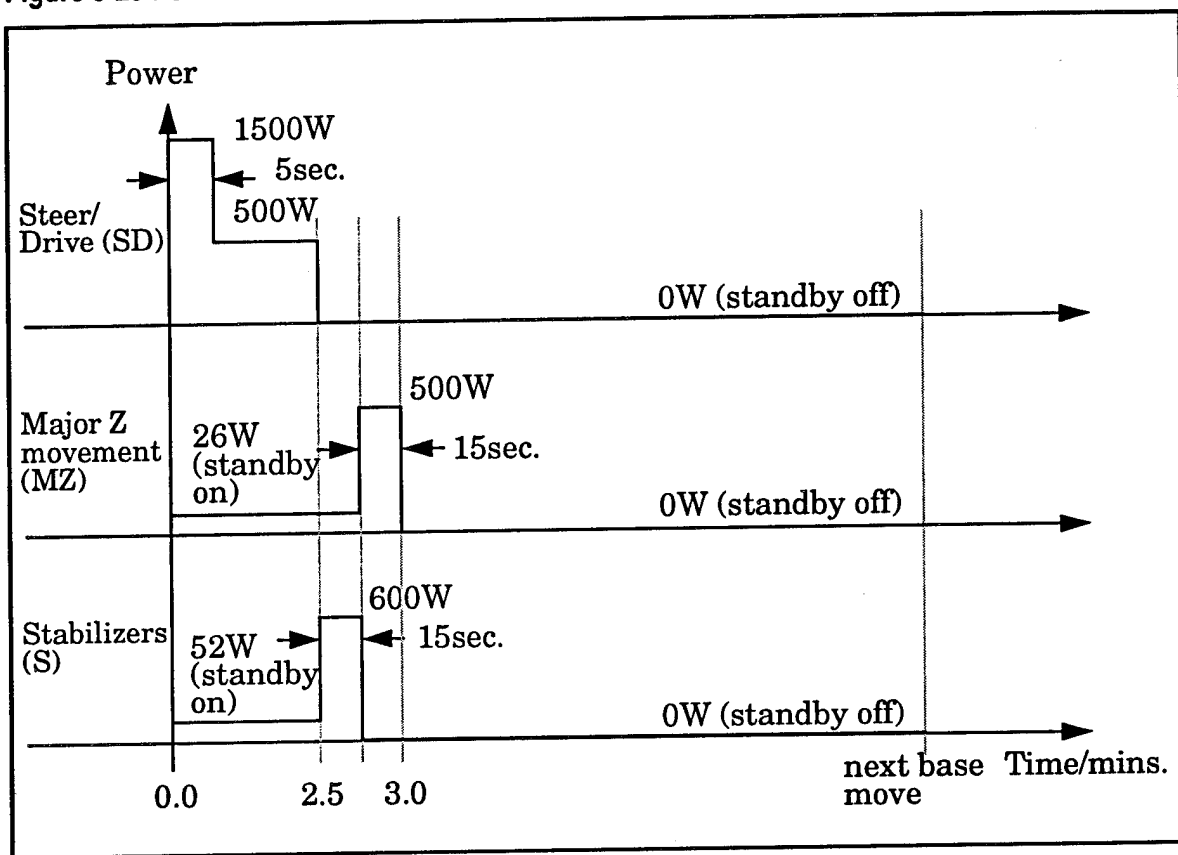 Power
1500W
5sec.
500W
Steer/
Drive (SD)
0W (standby off)
500W
Major Z
movement
(MZ)
26W
(standby
on)
15sec.
0W (standby off)
600W
Stabilizers
(S)
52W
(standby
on)
15sec.
0W (standby off)
0.0
2.5
3.0
next base
move
Time/mins.